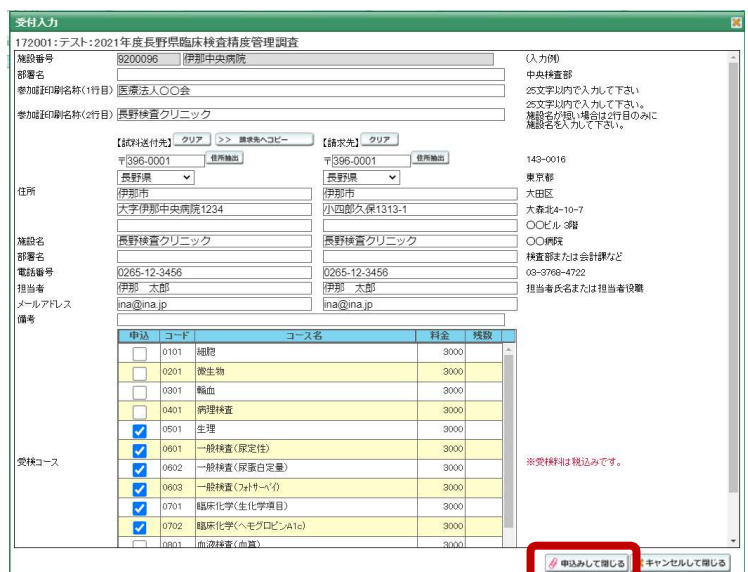 受付入力
172001:テスト:2021年度長野県臨床検査精度管理調査
施設番号 9200096 伊那中央病院 (入力例)
部署名 中央検査部
参加証印刷名称(1行目) 医療法人〇〇会 25文字以内で入力して下さい
参加証印刷名称(2行目) 長野検査クリニック 25文字以内で入力して下さい。
施設名が短い場合は2行目のみに
施設名を入力して下さい。
【試料送付先】 クリア >> 請求先へコピー 【請求先】 クリア
〒396-0001 住所抽出 〒396-0001 住所抽出 143-0016
長野県 長野県 東京都
住所 伊那市 伊那市 大田区
大字伊那中央病院1234 小四郎久保1313-1 大森北4-10-7
〇〇ビル 3階
施設名 長野検査クリニック 長野検査クリニック 〇〇病院
部署名 検査部または会計課など
電話番号 0265-12-3456 0265-12-3456 03-3768-4722
担当者 伊那 太郎 伊那 太郎 担当者氏名または担当者役職
メールアドレス ina@ina.jp ina@ina.jp
備考
申込 コード コース名 料金 残数
0101 細胞 3000
0201 微生物 3000
0301 輸血 3000
0401 病理検査 3000
0501 生理 3000
0601 一般検査(尿定性) 3000
受検コース 0602 一般検査(尿蛋白定量) 3000 ※受検料は税込みです。
0603 一般検査(フォトサーベイ) 3000
0701 臨床化学(生化学項目) 3000
0702 臨床化学(ヘモグロビンA1c) 3000
0801 血液検査(血算) 3000
申込みして閉じる キャンセルして閉じる